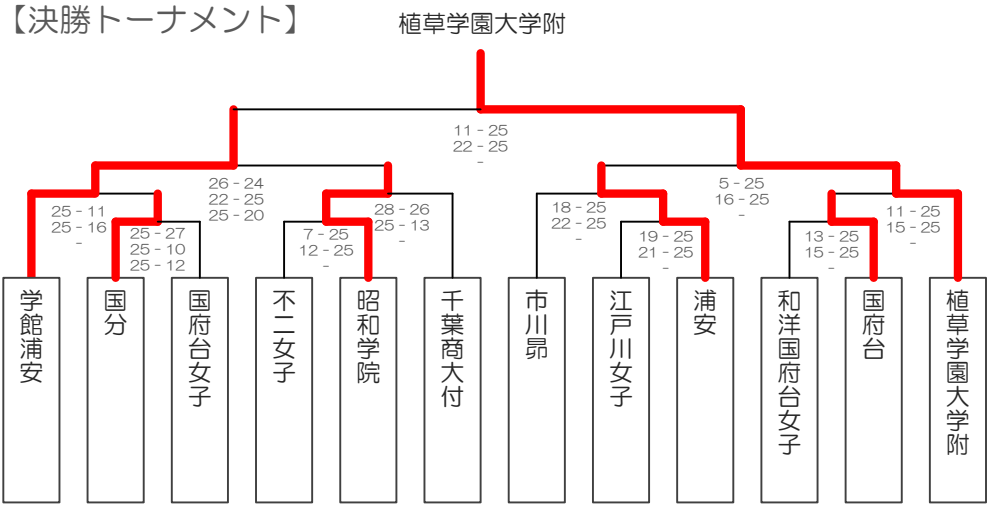 【決勝トーナメント】
植草学園大学附
11 - 25
22 - 25
-
26 - 24
22 - 25
25 - 20
5 - 25
16 - 25
-
25 - 11
25 - 16
-
28 - 26
25 - 13
-
18 - 25
22 - 25
-
11 - 25
15 - 25
-
25 - 27
25 - 10
25 - 12
7 - 25
12 - 25
-
19 - 25
21 - 25
-
13 - 25
15 - 25
-
学館浦安
国分
国府台女子
不二女子
昭和学院
千葉商大付
市川昴
江戸川女子
浦安
和洋国府台女子
国府台
植草学園大学附